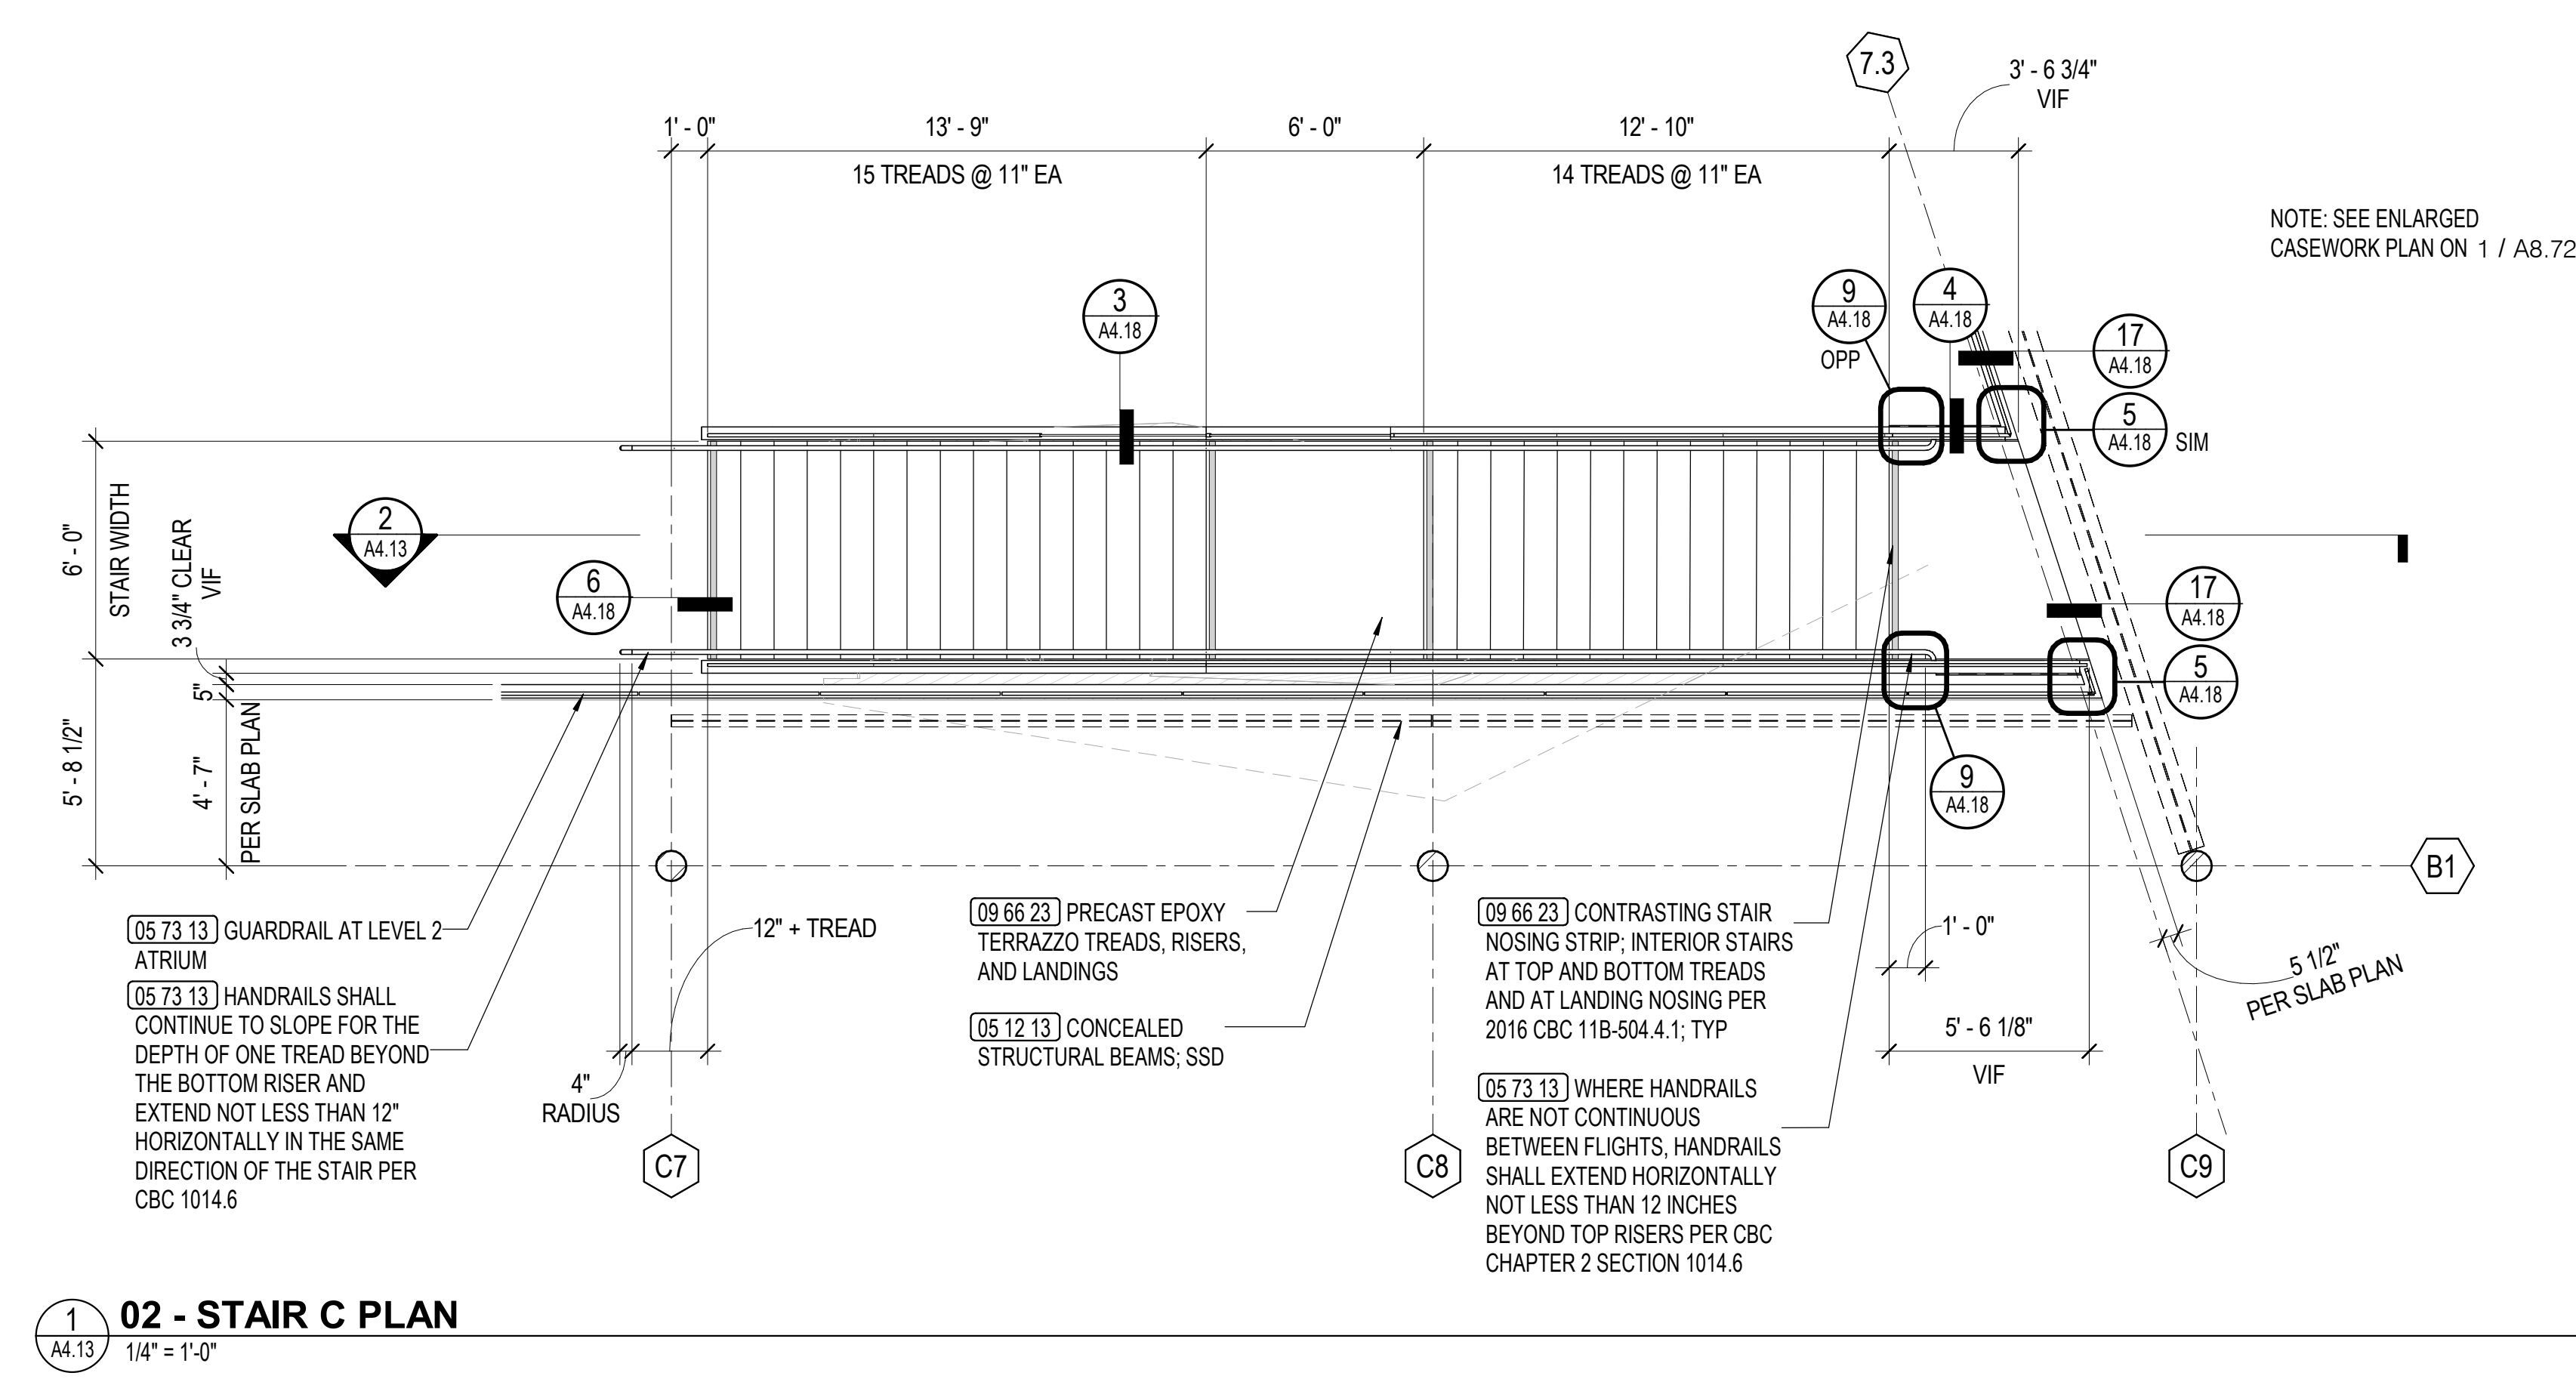 7.3
3' - 6 3/4"
VIF
1' - 0"
13' - 9"
6' - 0"
12' - 10"
15 TREADS @ 11" EA
14 TREADS @ 11" EA
NOTE: SEE ENLARGED
CASEWORK PLAN ON 1 / A8.72
3
A4.18
9
A4.18
OPP
4
A4.18
17
A4.18
5
A4.18
SIM
6' - 0"
STAIR WIDTH
3 3/4" CLEAR
VIF
2
A4.13
6
A4.18
17
A4.18
5
A4.18
5"
5' - 8 1/2"
4' - 7"
PER SLAB PLAN
9
A4.18
B1
05 73 13 GUARDRAIL AT LEVEL 2
ATRIUM
05 73 13 HANDRAILS SHALL
CONTINUE TO SLOPE FOR THE
DEPTH OF ONE TREAD BEYOND
THE BOTTOM RISER AND
EXTEND NOT LESS THAN 12"
HORIZONTALLY IN THE SAME
DIRECTION OF THE STAIR PER
CBC 1014.6
12" + TREAD
4"
RADIUS
09 66 23 PRECAST EPOXY
TERRAZZO TREADS, RISERS,
AND LANDINGS
05 12 13 CONCEALED
STRUCTURAL BEAMS; SSD
09 66 23 CONTRASTING STAIR
NOSING STRIP; INTERIOR STAIRS
AT TOP AND BOTTOM TREADS
AND AT LANDING NOSING PER
2016 CBC 11B-504.4.1; TYP
05 73 13 WHERE HANDRAILS
ARE NOT CONTINUOUS
BETWEEN FLIGHTS, HANDRAILS
SHALL EXTEND HORIZONTALLY
NOT LESS THAN 12 INCHES
BEYOND TOP RISERS PER CBC
CHAPTER 2 SECTION 1014.6
1' - 0"
5' - 6 1/8"
VIF
5 1/2"
PER SLAB PLAN
C7
C8
C9
1
A4.13
02 - STAIR C PLAN
1/4" = 1'-0"